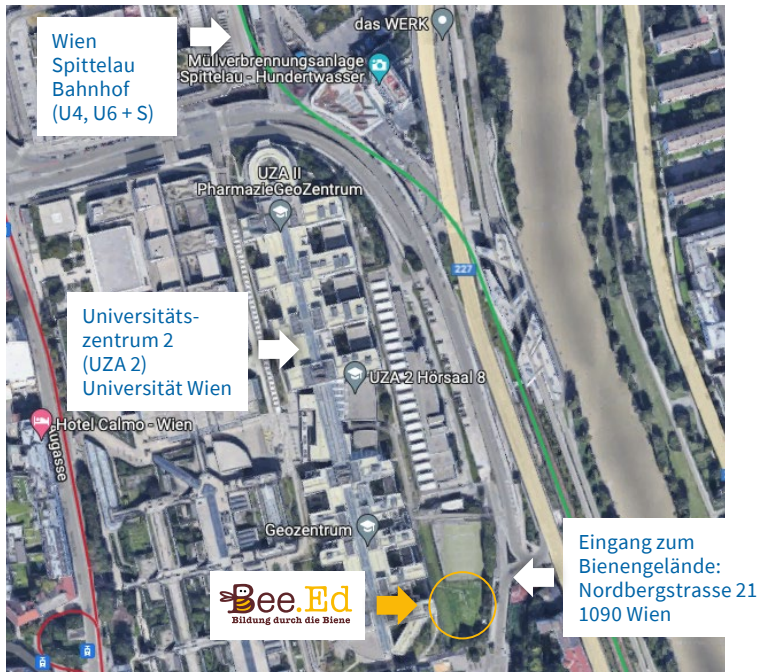 Wien
Spittelau
Bahnhof
(U4, U6 + S)
das WERK
Müllverbrennungsanlage
Spittelau - Hundertwasser
UZA II
PharmazieGeoZentrum
227
Universitäts-
zentrum 2
(UZA 2)
Universität Wien
UZA 2 Hörsaal 8
Hotel Calmo - Wien
Augasse
Geozentrum
Bee.Ed
Bildung durch die Biene
Eingang zum
Bienengelände:
Nordbergstrasse 21
1090 Wien